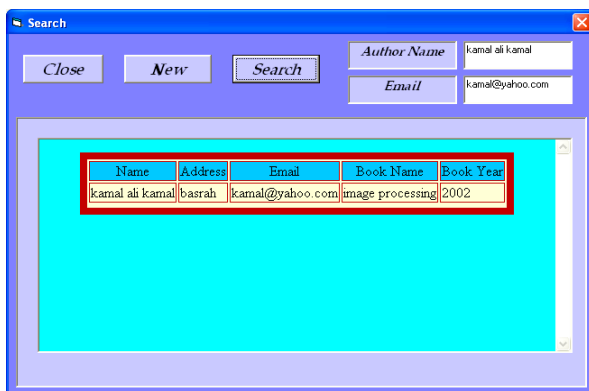 Search
Close New Search
Author Name kamal ali kamal
Email kamal@yahoo.com
Name Address Email Book Name Book Year
kamal ali kamal basrah kamal@yahoo.com image processing 2002